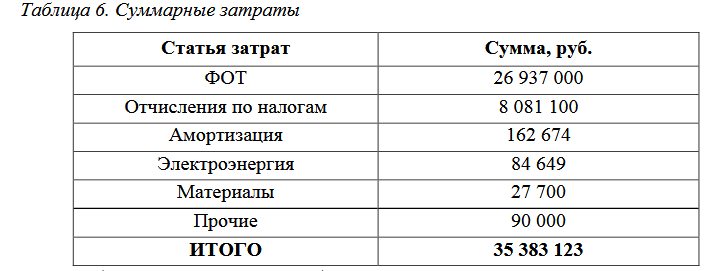 Таблица 6. Суммарные затраты
Статья затрат Сумма, руб.
ФОТ 26 937 000
Отчисления по налогам 8 081 100
Амортизация 162 674
Электроэнергия 84 649
Материалы 27 700
Прочие 90 000
ИТОГО 35 383 123